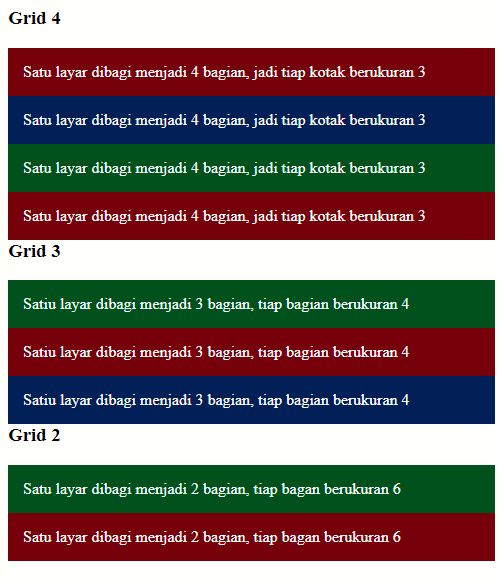 Grid 4
Satu layar dibagi menjadi 4 bagian, jadi tiap kotak berukuran 3
Satu layar dibagi menjadi 4 bagian, jadi tiap kotak berukuran 3
Satu layar dibagi menjadi 4 bagian, jadi tiap kotak berukuran 3
Satu layar dibagi menjadi 4 bagian, jadi tiap kotak berukuran 3
Grid 3
Satiu layar dibagi menjadi 3 bagian, tiap bagian berukuran 4
Satiu layar dibagi menjadi 3 bagian, tiap bagian berukuran 4
Satiu layar dibagi menjadi 3 bagian, tiap bagian berukuran 4
Grid 2
Satu layar dibagi menjadi 2 bagian, tiap bagan berukuran 6
Satu layar dibagi menjadi 2 bagian, tiap bagan berukuran 6